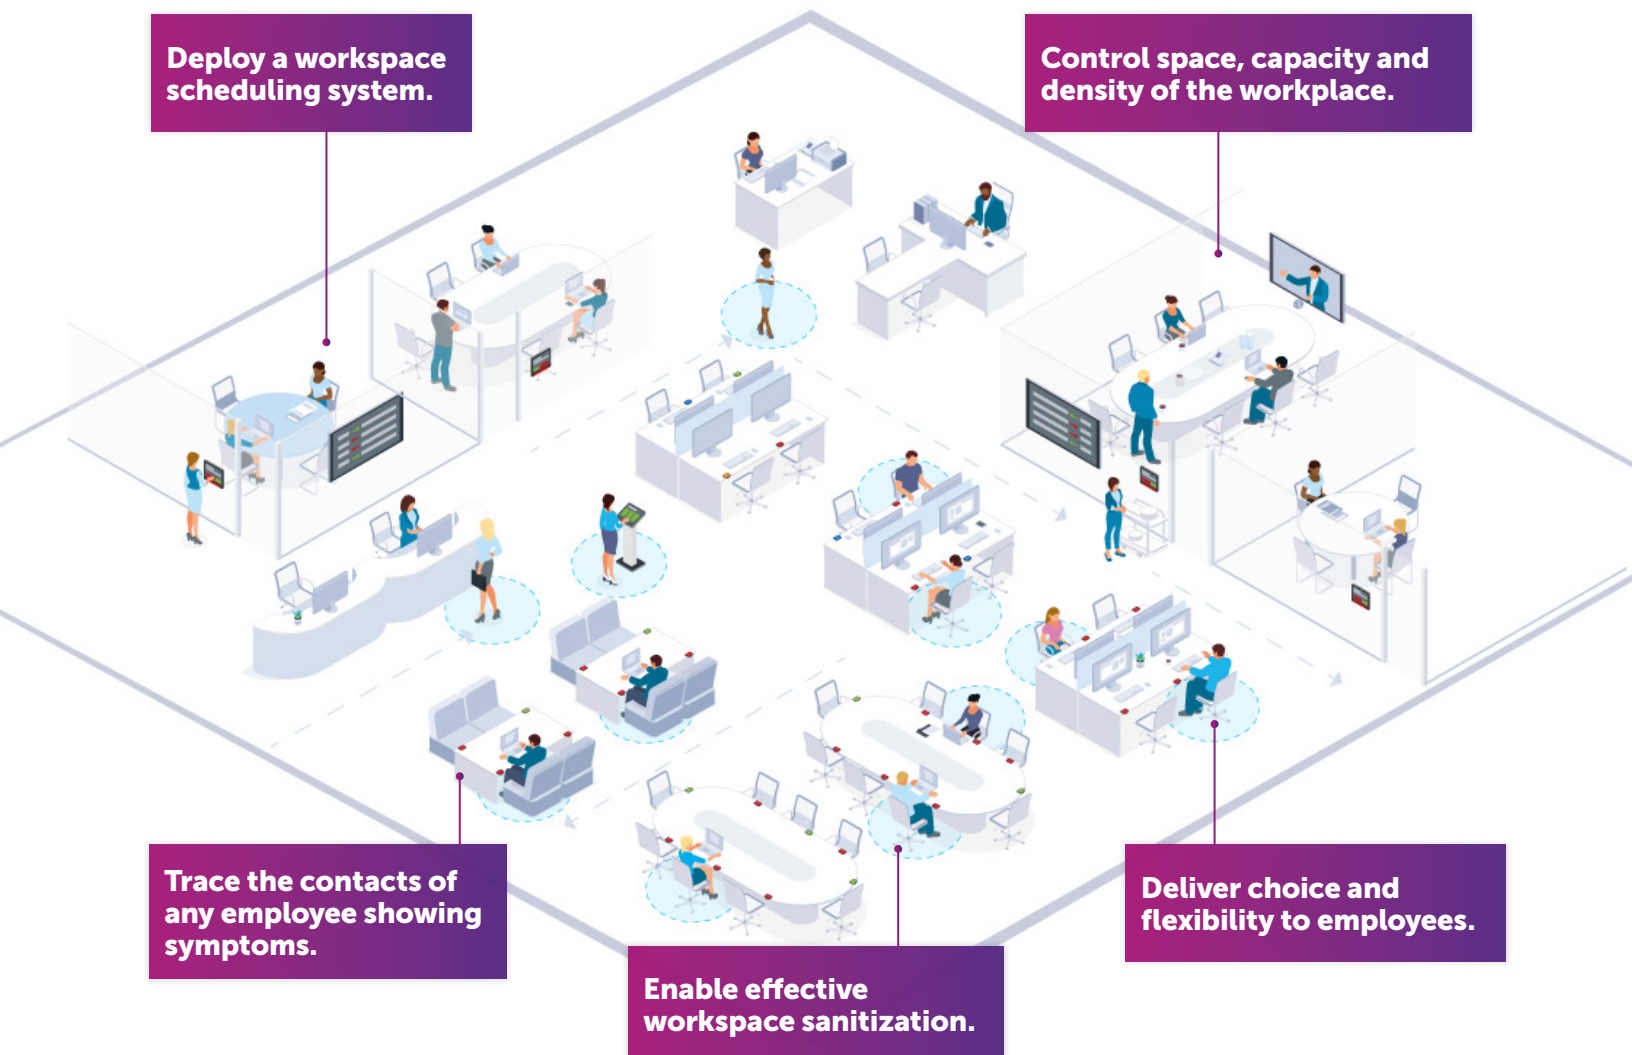 Deploy a workspace
scheduling system.
Control space, capacity and
density of the workplace.
Trace the contacts of
any employee showing
symptoms.
Enable effective
workspace sanitization.
Deliver choice and
flexibility to employees.